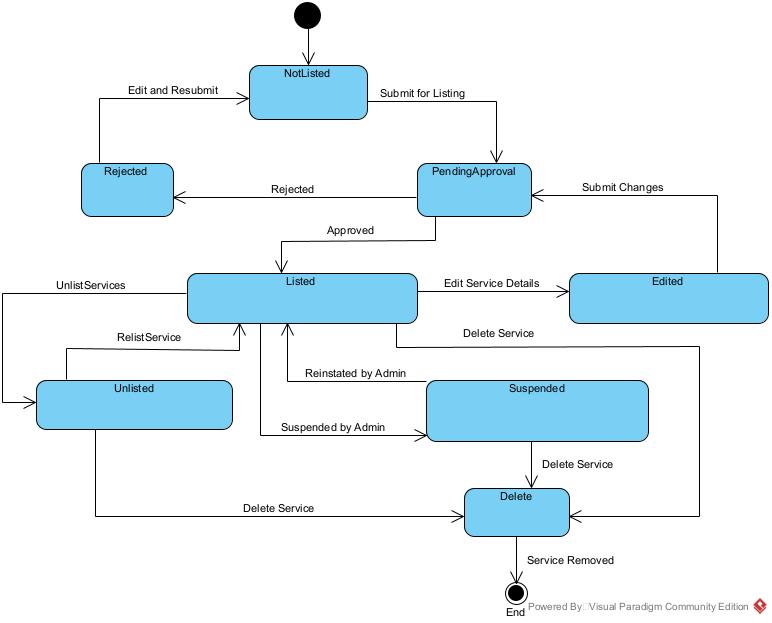 NotListed
Edit and Resubmit
Submit for Listing
Rejected
PendingApproval
Rejected
Submit Changes
Approved
Listed
Edited
UnlistServices
Edit Service Details
RelistService
Delete Service
Reinstated by Admin
Unlisted
Suspended
Suspended by Admin
Delete Service
Delete
Delete Service
Service Removed
End
Powered By Visual Paradigm Community Edition